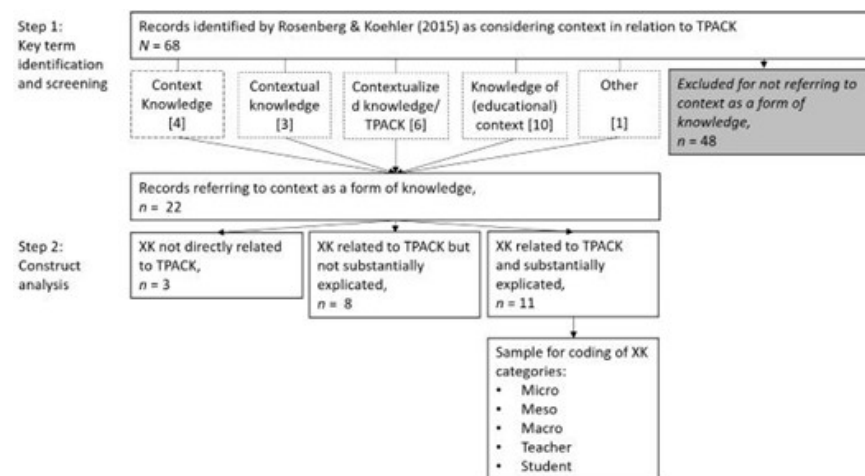 Step 1:
Key term
identification
and screening
Records identified by Rosenberg & Koehler (2015) as considering context in relation to TPACK
N = 68
Context
Knowledge
[4]
Contextual
knowledge
[3]
Contextualize
d knowledge/
TPACK [6]
Knowledge of
(educational)
context [10]
Other
[1]
Excluded for not referring to
context as a form of
knowledge,
n = 48
Records referring to context as a form of knowledge,
n = 22
Step 2:
Construct
analysis
XK not directly related
to TPACK,
n = 3
XK related to TPACK but
not substantially
explicated,
n = 8
XK related to TPACK
and substantially
explicated,
n = 11
Sample for coding of XK
categories:
• Micro
• Meso
• Macro
• Teacher
• Student